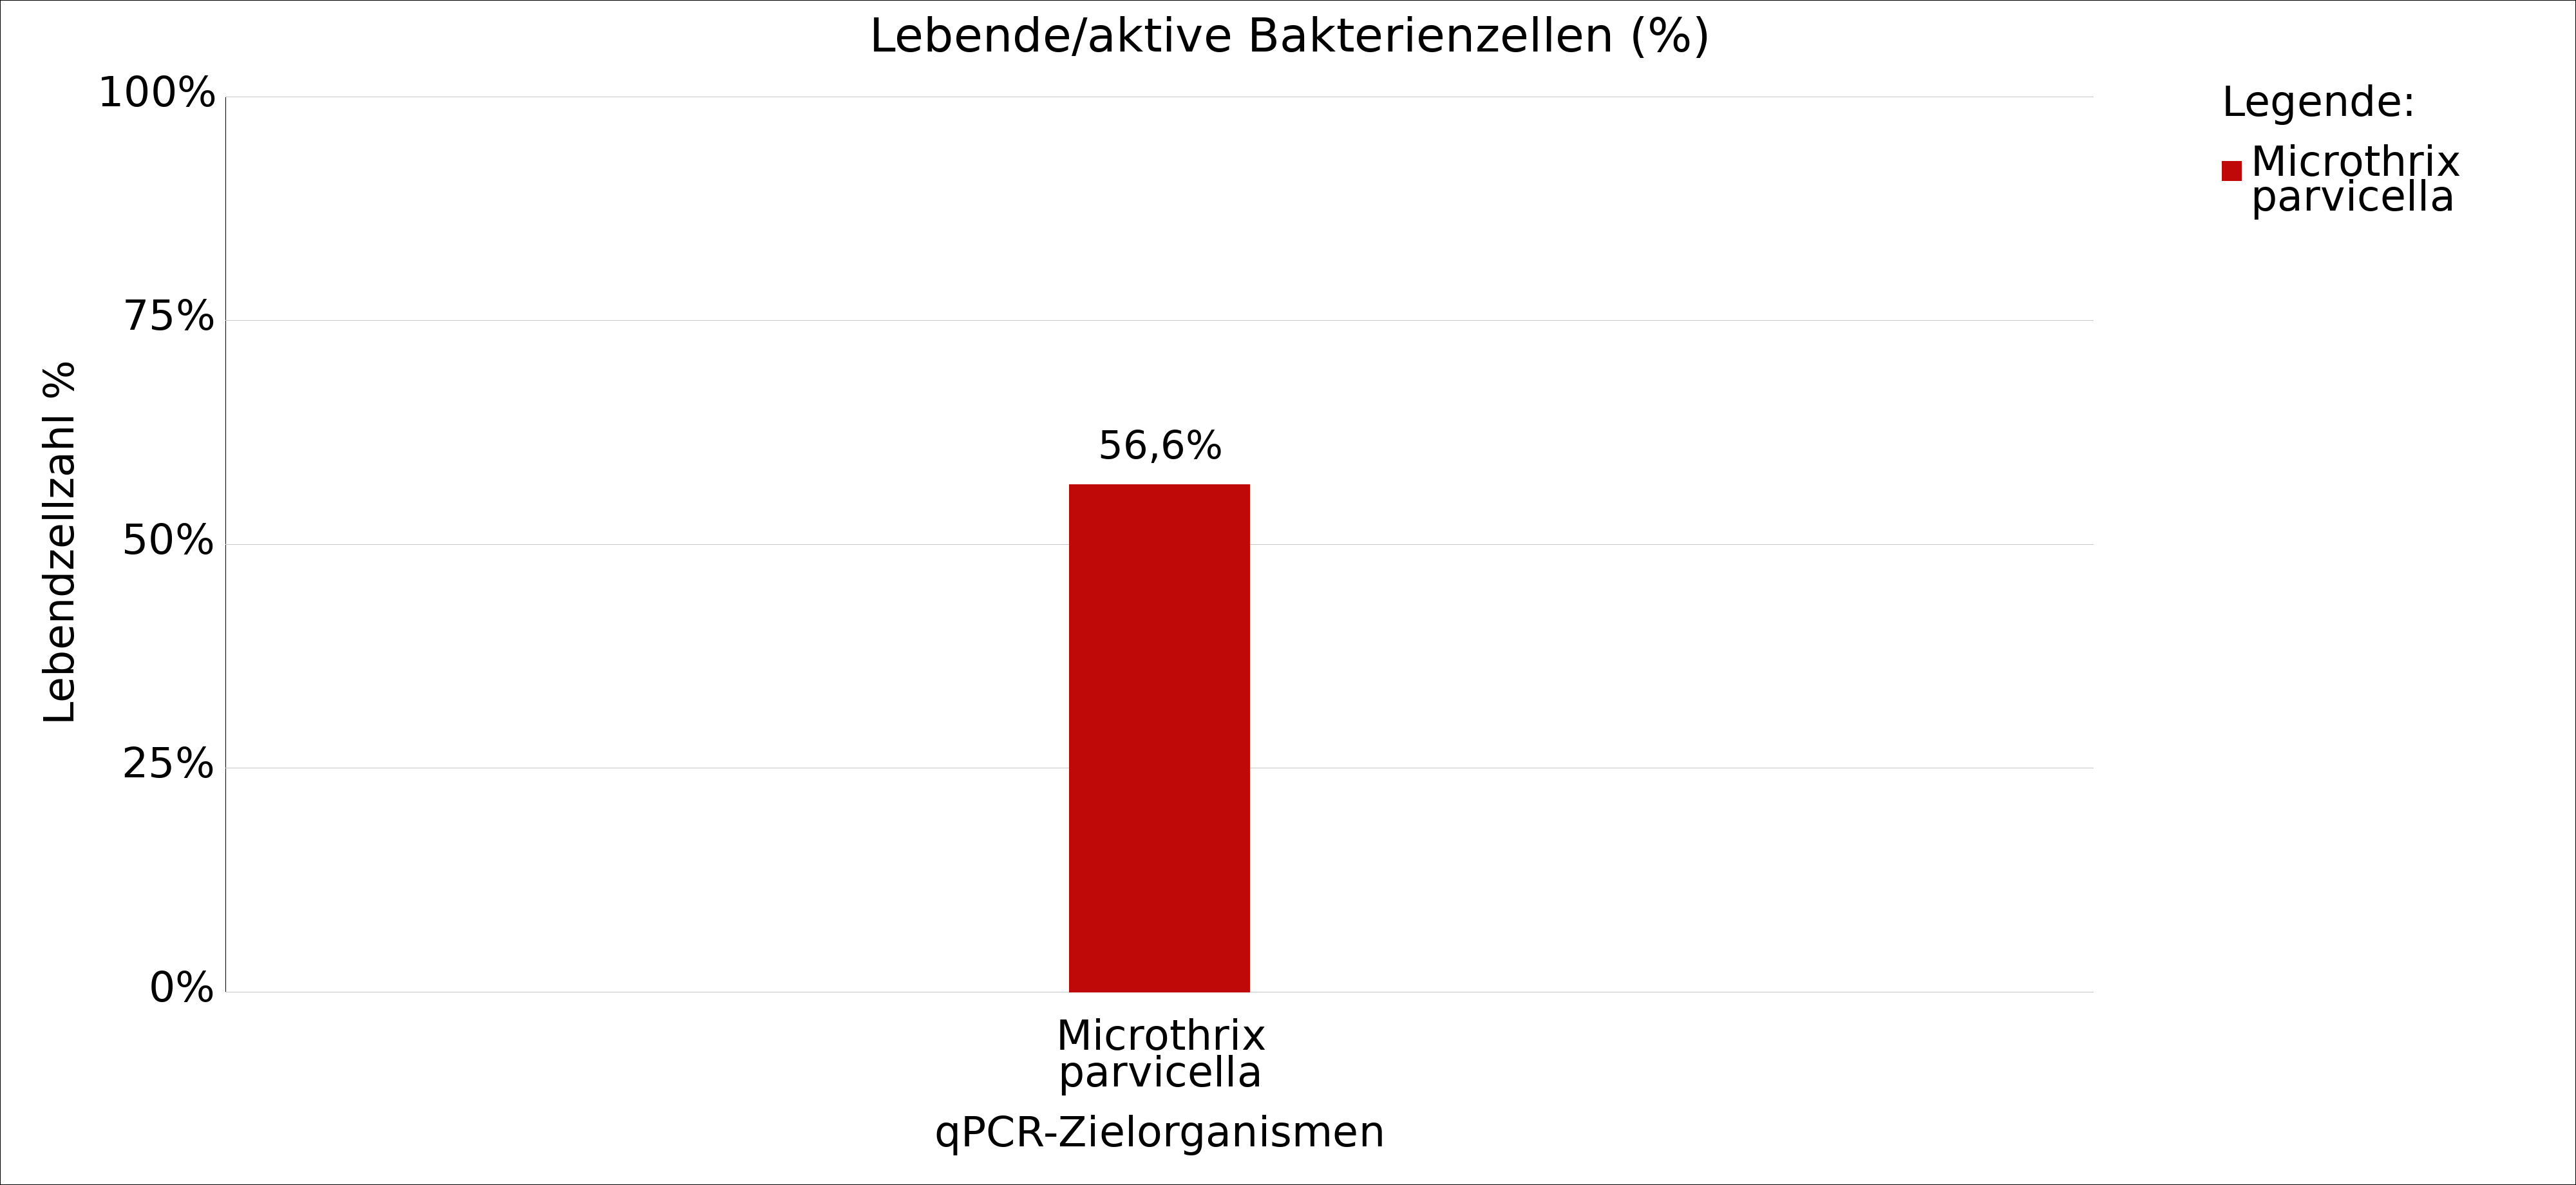 Lebende/aktive Bakterienzellen (%)
100%
75%
50%
25%
0%
Lebendzellzahl %
56,6%
Microthrix
parvicella
qPCR-Zielorganismen
Legende:
Microthrix
parvicella